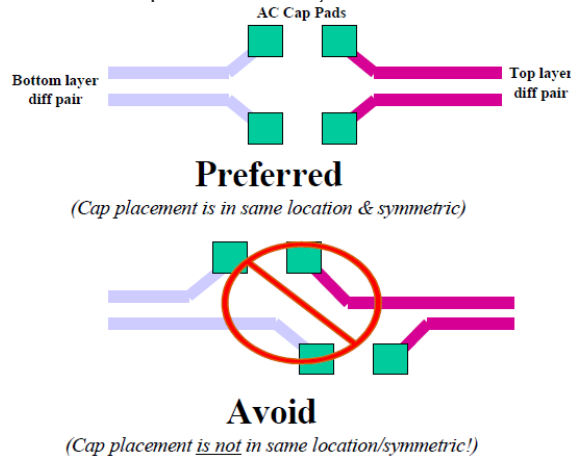 AC Cap Pads
Bottom layer
diff pair
Top layer
diff pair
Preferred
(Cap placement is in same location & symmetric)
Avoid
(Cap placement is not in same location/symmetric!)